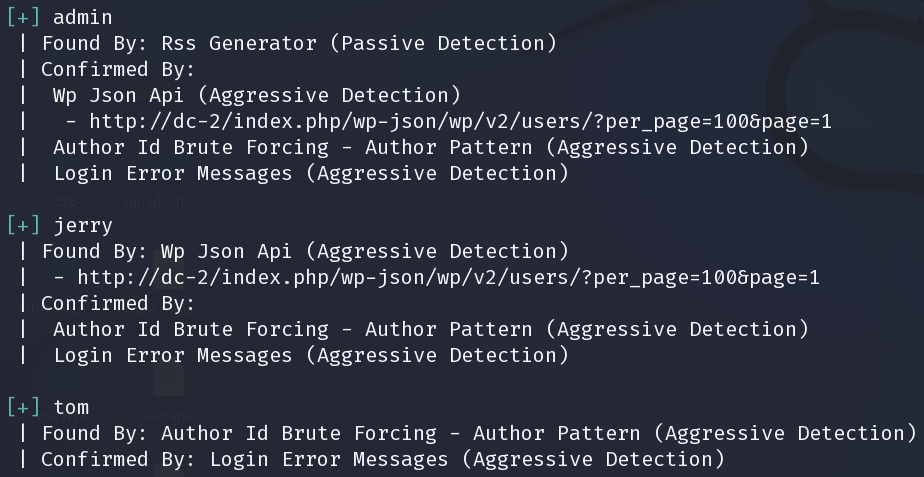 [+] admin
| Found By: Rss Generator (Passive Detection)
| Confirmed By:
|  Wp Json Api (Aggressive Detection)
|   - http://dc-2/index.php/wp-json/wp/v2/users/?per_page=100&page=1
|  Author Id Brute Forcing - Author Pattern (Aggressive Detection)
|  Login Error Messages (Aggressive Detection)
[+] jerry
| Found By: Wp Json Api (Aggressive Detection)
|  - http://dc-2/index.php/wp-json/wp/v2/users/?per_page=100&page=1
| Confirmed By:
|  Author Id Brute Forcing - Author Pattern (Aggressive Detection)
|  Login Error Messages (Aggressive Detection)
[+] tom
| Found By: Author Id Brute Forcing - Author Pattern (Aggressive Detection)
| Confirmed By: Login Error Messages (Aggressive Detection)